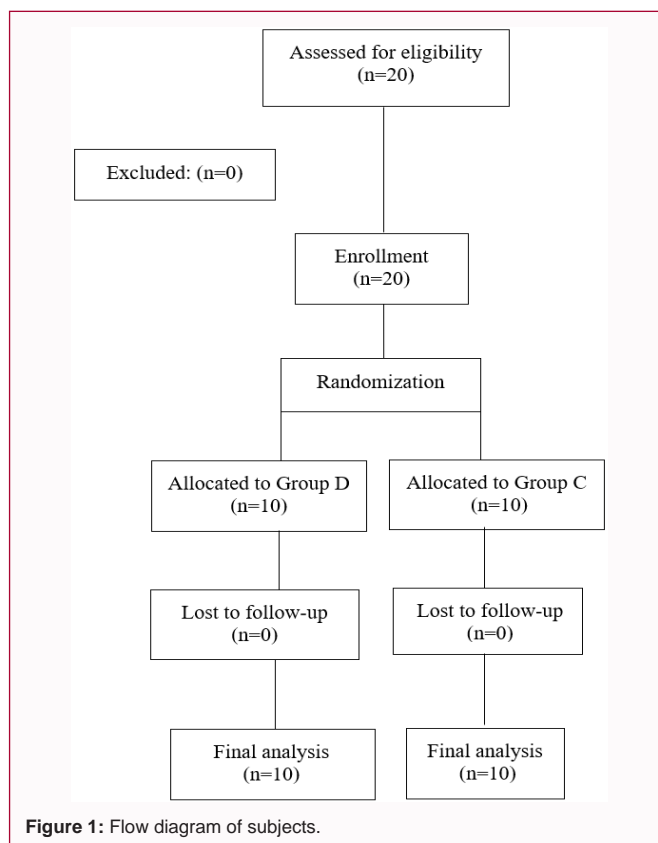 Assessed for eligibility
(n=20)
Excluded: (n=0)
Enrollment
(n=20)
Randomization
Allocated to Group D
(n=10)
Allocated to Group C
(n=10)
Lost to follow-up
(n=0)
Lost to follow-up
(n=0)
Final analysis
(n=10)
Final analysis
(n=10)
Figure 1: Flow diagram of subjects.